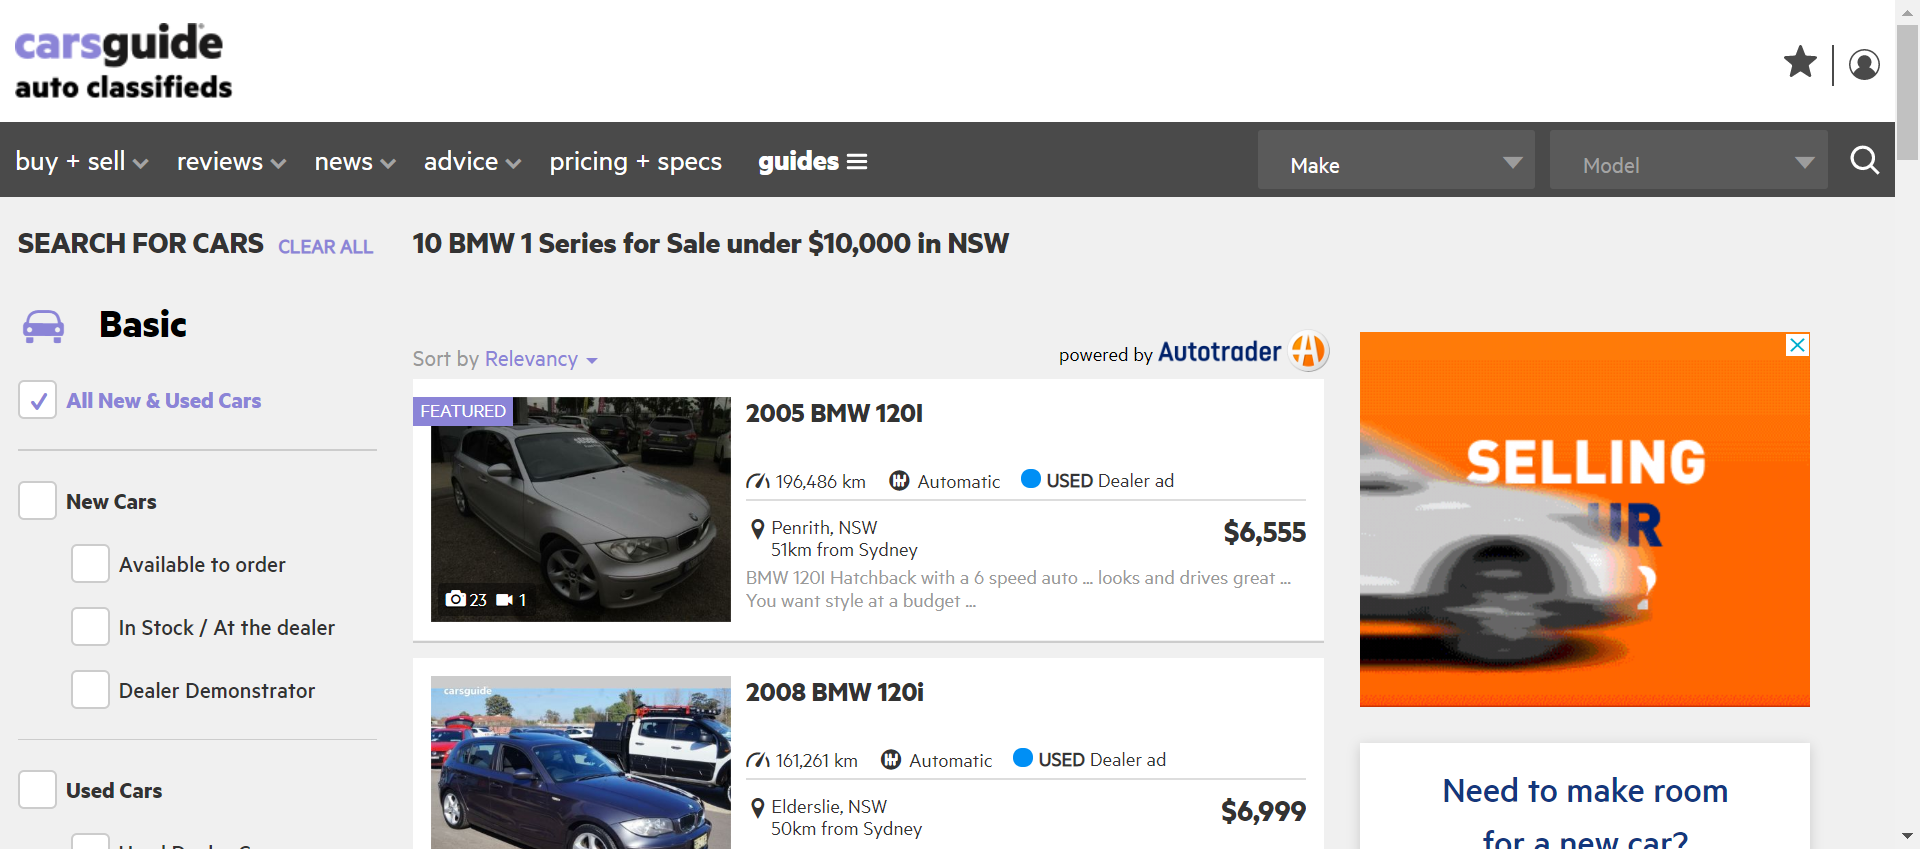 carsguide
auto classifieds
buy + sell
reviews
news
advice
pricing + specs
guides
Make
Model
SEARCH FOR CARS
CLEAR ALL
10 BMW 1 Series for Sale under $10,000 in NSW
Basic
Sort by Relevancy
powered by Autotrader
All New & Used Cars
New Cars
Available to order
In Stock / At the dealer
Dealer Demonstrator
Used Cars
FEATURED
23
1
2005 BMW 120I
196,486 km
Automatic
USED Dealer ad
Penrith, NSW
51km from Sydney
$6,555
BMW 120I Hatchback with a 6 speed auto ... looks and drives great ...
You want style at a budget ...
carsguide
2008 BMW 120i
161,261 km
Automatic
USED Dealer ad
Elderslie, NSW
50km from Sydney
$6,999
SELLING
UR
?
Need to make room
for a new car?